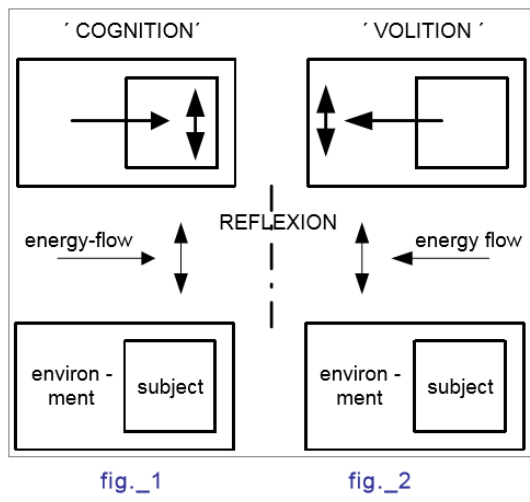 ´ COGNITION´
´ VOLITION ´
REFLEXION
energy-flow
energy flow
environ -
ment
subject
environ -
ment
subject
fig._1
fig._2